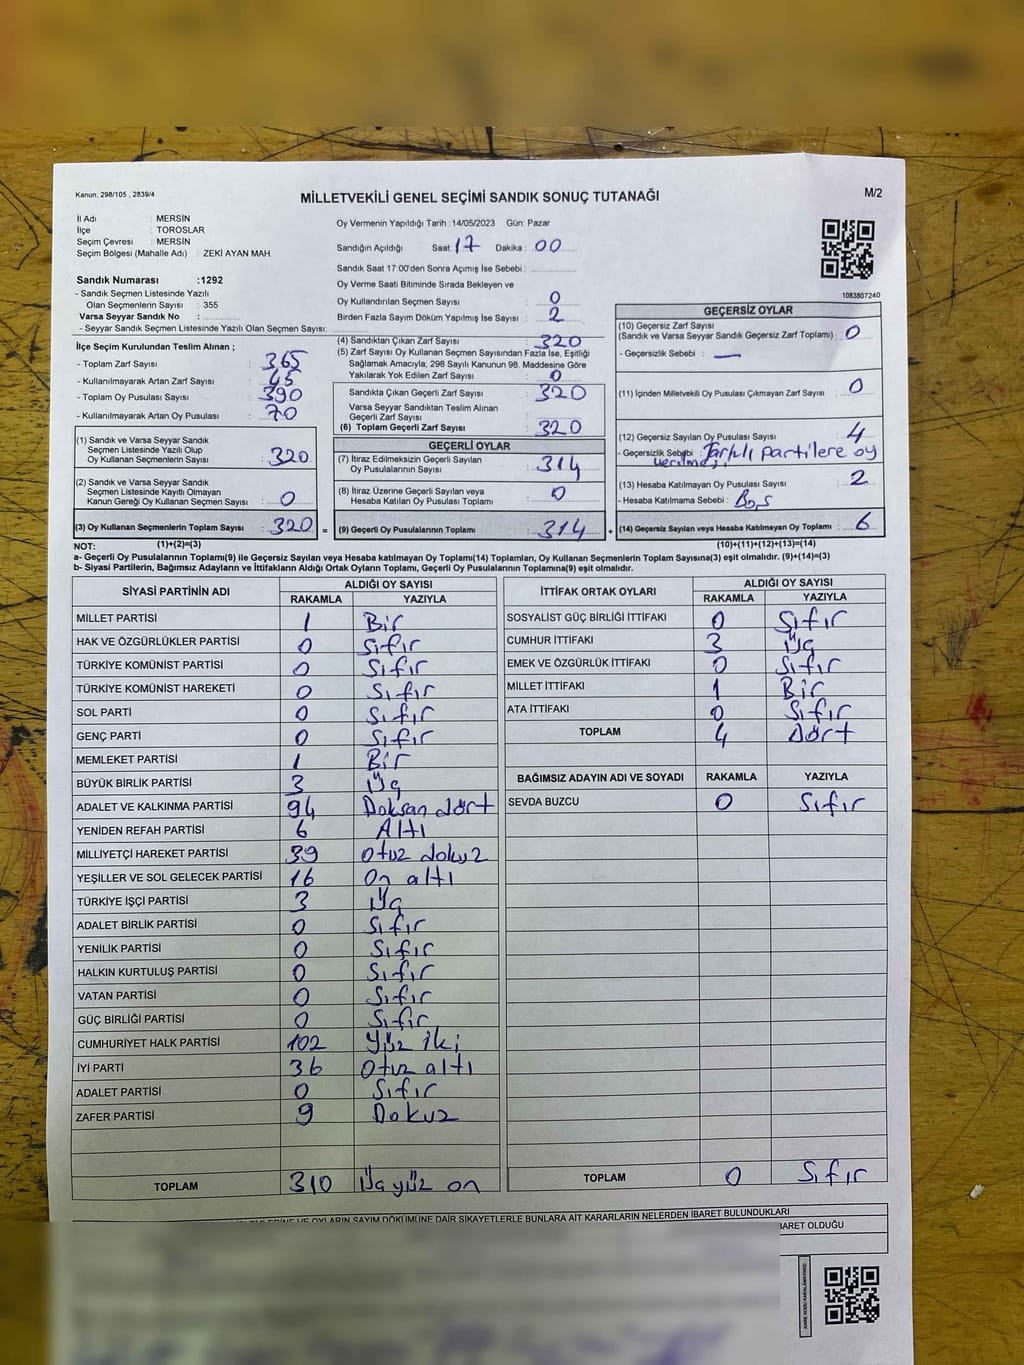 Kanun, 298/105 , 2839/4
MİLLETVEKİLİ GENEL SEÇİMİ SANDIK SONUÇ TUTANAĞI
M/2
İl Adı : MERSİN
İlçe : TOROSLAR
Seçim Çevresi : MERSİN
Seçim Bölgesi (Mahalle Adı) : ZEKİ AYAN MAH.
Sandık Numarası :1292
- Sandık Seçmen Listesinde Yazılı
Olan Seçmenlerin Sayısı : 355
Varsa Seyyar Sandık No :
- Seyyar Sandık Seçmen Listesinde Yazılı Olan Seçmen Sayısı:
Oy Vermenin Yapıldığı Tarih : 14/05/2023 Gün: Pazar
Sandığın Açıldığı Saat: 17 Dakika : 00
Sandık Saat 17:00'den Sonra Açımış İse Sebebi :
Oy Verme Saati Bitiminde Sırada Bekleyen ve
Oy Kullandırılan Seçmen Sayısı : 0
Birden Fazla Sayım Döküm Yapılmış İse Sayısı : 2
1083807240
İlçe Seçim Kurulundan Teslim Alınan ;
- Toplam Zarf Sayısı : 365
- Kullanılmayarak Artan Zarf Sayısı : 45
- Toplam Oy Pusulası Sayısı : 390
- Kullanılmayarak Artan Oy Pusulası : 70
(1) Sandık ve Varsa Seyyar Sandık
Seçmen Listesinde Yazılı Olup
Oy Kullanan Seçmenlerin Sayısı : 320
(2) Sandık ve Varsa Seyyar Sandık
Seçmen Listesinde Kayıtlı Olmayan
Kanun Gereği Oy Kullanan Seçmen Sayısı : 0
(3) Oy Kullanan Seçmenlerin Toplam Sayısı : 320 =
(4) Sandıktan Çıkan Zarf Sayısı : 320
(5) Zarf Sayısı Oy Kullanan Seçmen Sayısından Fazla İse, Eşitliği
Sağlamak Amacıyla; 298 Sayılı Kanunun 98. Maddesine Göre
Yakılarak Yok Edilen Zarf Sayısı : 0
Sandıkta Çıkan Geçerli Zarf Sayısı : 320
Varsa Seyyar Sandıktan Teslim Alınan
Geçerli Zarf Sayısı :
(6) Toplam Geçerli Zarf Sayısı : 320
GEÇERLİ OYLAR
(7) İtiraz Edilmeksizin Geçerli Sayılan
Oy Pusulalarının Sayısı : 314
(8) İtiraz Üzerine Geçerli Sayılan veya
Hesaba Katılan Oy Pusulası Toplamı : 0
(9) Geçerli Oy Pusulalarının Toplamı : 314 +
GEÇERSİZ OYLAR
(10) Geçersiz Zarf Sayısı
(Sandık ve Varsa Seyyar Sandık Geçersiz Zarf Toplamı) : 0
- Geçersizlik Sebebi : —
(11) İçinden Milletvekili Oy Pusulası Çıkmayan Zarf Sayısı : 0
(12) Geçersiz Sayılan Oy Pusulası Sayısı : 4
- Geçersizlik Sebebi : Farklı partilere oy
verilmiş
(13) Hesaba Katılmayan Oy Pusulası Sayısı : 2
- Hesaba Katılmama Sebebi : Boş
(14) Geçersiz Sayılan veya Hesaba Katılmayan Oy Toplamı : 6
NOT: (1)+(2)=(3) (10)+(11)+(12)+(13)=(14)
a- Geçerli Oy Pusulalarının Toplamı(9) ile Geçersiz Sayılan veya Hesaba katılmayan Oy Toplamı(14) Toplamları, Oy Kullanan Seçmenlerin Toplam Sayısına(3) eşit olmalıdır. (9)+(14)=(3)
b- Siyasi Partilerin, Bağımsız Adayların ve İttifakların Aldığı Ortak Oyların Toplamı, Geçerli Oy Pusulalarının Toplamına(9) eşit olmalıdır.
SİYASİ PARTİNİN ADI ALDIĞI OY SAYISI
RAKAMLA YAZIYLA
MİLLET PARTİSİ 1 Bir
HAK VE ÖZGÜRLÜKLER PARTİSİ 0 Sıfır
TÜRKİYE KOMÜNİST PARTİSİ 0 Sıfır
TÜRKİYE KOMÜNİST HAREKETİ 0 Sıfır
SOL PARTİ 0 Sıfır
GENÇ PARTİ 0 Sıfır
MEMLEKET PARTİSİ 1 Bir
BÜYÜK BİRLİK PARTİSİ 3 Üç
ADALET VE KALKINMA PARTİSİ 94 Doksan dört
YENİDEN REFAH PARTİSİ 6 Altı
MİLLİYETÇİ HAREKET PARTİSİ 39 Otuz dokuz
YEŞİLLER VE SOL GELECEK PARTİSİ 16 On altı
TÜRKİYE İŞÇİ PARTİSİ 3 Üç
ADALET BİRLİK PARTİSİ 0 Sıfır
YENİLİK PARTİSİ 0 Sıfır
HALKIN KURTULUŞ PARTİSİ 0 Sıfır
VATAN PARTİSİ 0 Sıfır
GÜÇ BİRLİĞİ PARTİSİ 0 Sıfır
CUMHURİYET HALK PARTİSİ 102 Yüz iki
İYİ PARTİ 36 Otuz altı
ADALET PARTİSİ 0 Sıfır
ZAFER PARTİSİ 9 Dokuz
TOPLAM 310 Üç yüz on
İTTİFAK ORTAK OYLARI ALDIĞI OY SAYISI
RAKAMLA YAZIYLA
SOSYALİST GÜÇ BİRLİĞİ İTTİFAKI 0 Sıfır
CUMHUR İTTİFAKI 3 Üç
EMEK VE ÖZGÜRLÜK İTTİFAKI 0 Sıfır
MİLLET İTTİFAKI 1 Bir
ATA İTTİFAKI 0 Sıfır
TOPLAM 4 Dört
BAĞIMSIZ ADAYIN ADI VE SOYADI RAKAMLA YAZIYLA
SEVDA BUZCU 0 Sıfır
TOPLAM 0 Sıfır
VE OYLARIN SAYIM DÖKÜMÜNE DAİR ŞİKAYETLERLE BUNLARA AİT KARARLARIN NELERDEN İBARET BULUNDUKLARI
İBARET OLDUĞU